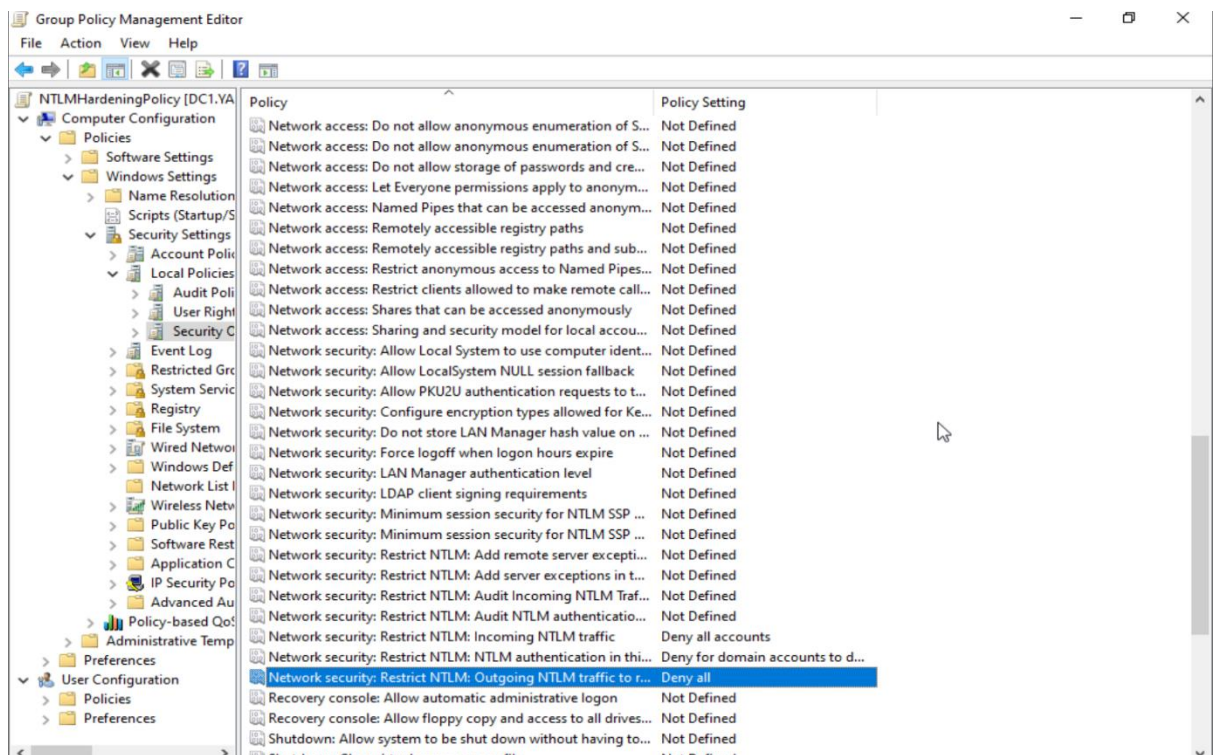 Group Policy Management Editor
File Action View Help
NTLMHardeningPolicy [DC1.YA
Computer Configuration
Policies
Software Settings
Windows Settings
Name Resolution
Scripts (Startup/S
Security Settings
Account Polic
Local Policies
Audit Poli
User Right
Security O
Event Log
Restricted Gro
System Servic
Registry
File System
Wired Networ
Windows Def
Network List
Wireless Netw
Public Key Po
Software Rest
Application C
IP Security Po
Advanced Au
Policy-based QoS
Administrative Temp
Preferences
User Configuration
Policies
Preferences
Policy Policy Setting
Network access: Do not allow anonymous enumeration of S... Not Defined
Network access: Do not allow anonymous enumeration of S... Not Defined
Network access: Do not allow storage of passwords and cre... Not Defined
Network access: Let Everyone permissions apply to anonym... Not Defined
Network access: Named Pipes that can be accessed anonym... Not Defined
Network access: Remotely accessible registry paths Not Defined
Network access: Remotely accessible registry paths and sub... Not Defined
Network access: Restrict anonymous access to Named Pipes... Not Defined
Network access: Restrict clients allowed to make remote call... Not Defined
Network access: Shares that can be accessed anonymously Not Defined
Network access: Sharing and security model for local accou... Not Defined
Network security: Allow Local System to use computer ident... Not Defined
Network security: Allow LocalSystem NULL session fallback Not Defined
Network security: Allow PKU2U authentication requests to t... Not Defined
Network security: Configure encryption types allowed for Ke... Not Defined
Network security: Do not store LAN Manager hash value on ... Not Defined
Network security: Force logoff when logon hours expire Not Defined
Network security: LAN Manager authentication level Not Defined
Network security: LDAP client signing requirements Not Defined
Network security: Minimum session security for NTLM SSP ... Not Defined
Network security: Minimum session security for NTLM SSP ... Not Defined
Network security: Restrict NTLM: Add remote server excepti... Not Defined
Network security: Restrict NTLM: Add server exceptions in t... Not Defined
Network security: Restrict NTLM: Audit Incoming NTLM Traf... Not Defined
Network security: Restrict NTLM: Audit NTLM authenticatio... Not Defined
Network security: Restrict NTLM: Incoming NTLM traffic Deny all accounts
Network security: Restrict NTLM: NTLM authentication in thi... Deny for domain accounts to d...
Network security: Restrict NTLM: Outgoing NTLM traffic to r... Deny all
Recovery console: Allow automatic administrative logon Not Defined
Recovery console: Allow floppy copy and access to all drives... Not Defined
Shutdown: Allow system to be shut down without having to... Not Defined